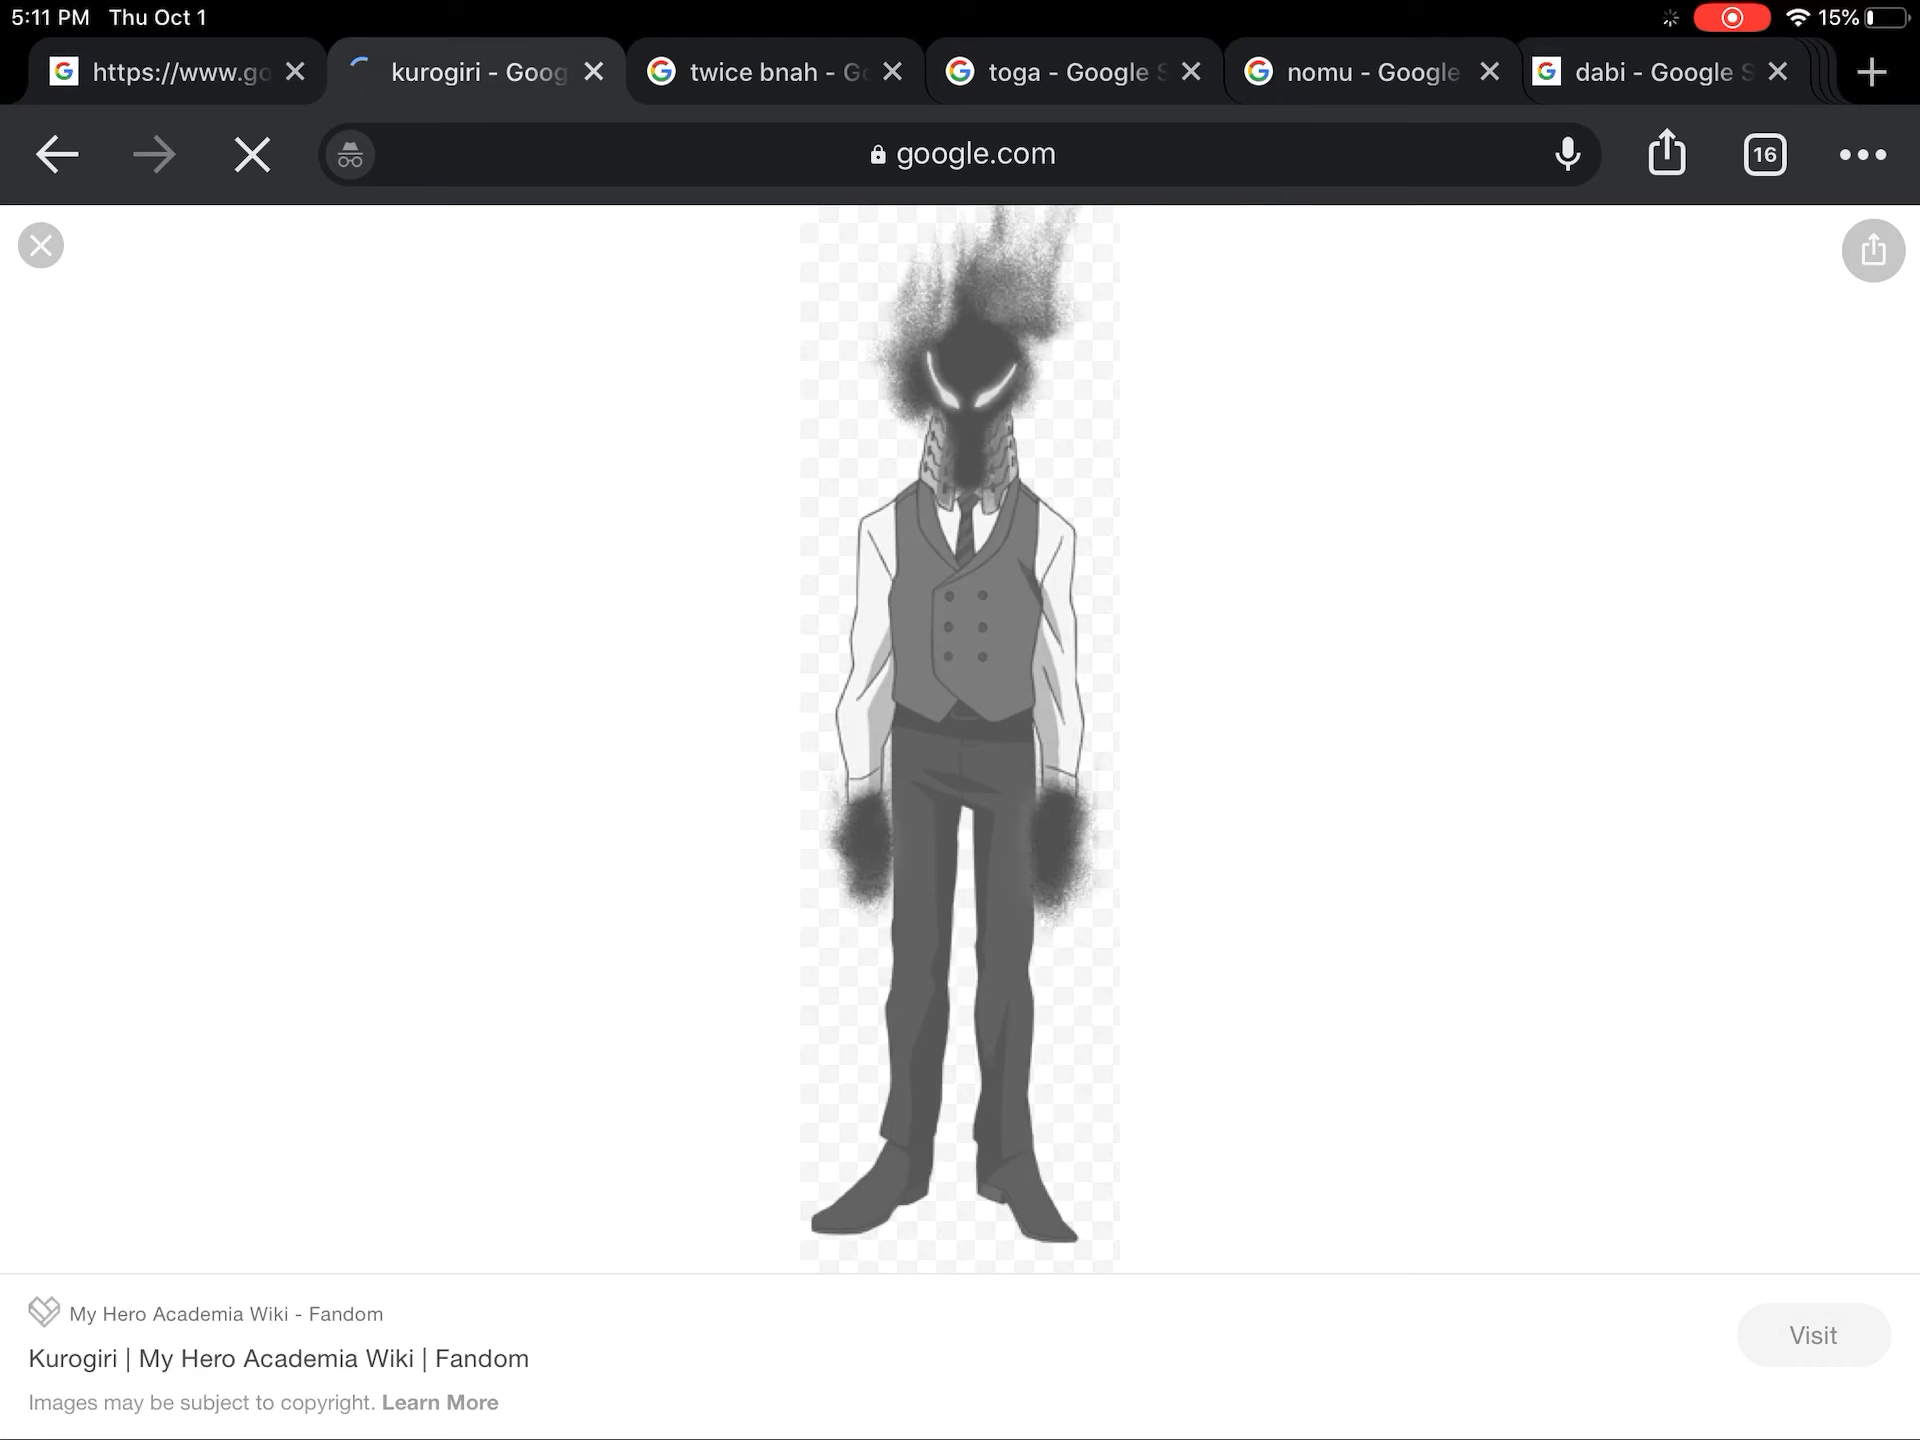 5:11 PM Thu Oct 1
15%
https://www.go
kurogiri - Goog
twice bnah - Go
toga - Google S
nomu - Google
dabi - Google S
google.com
16
My Hero Academia Wiki - Fandom
Kurogiri | My Hero Academia Wiki | Fandom
Visit
Images may be subject to copyright. Learn More